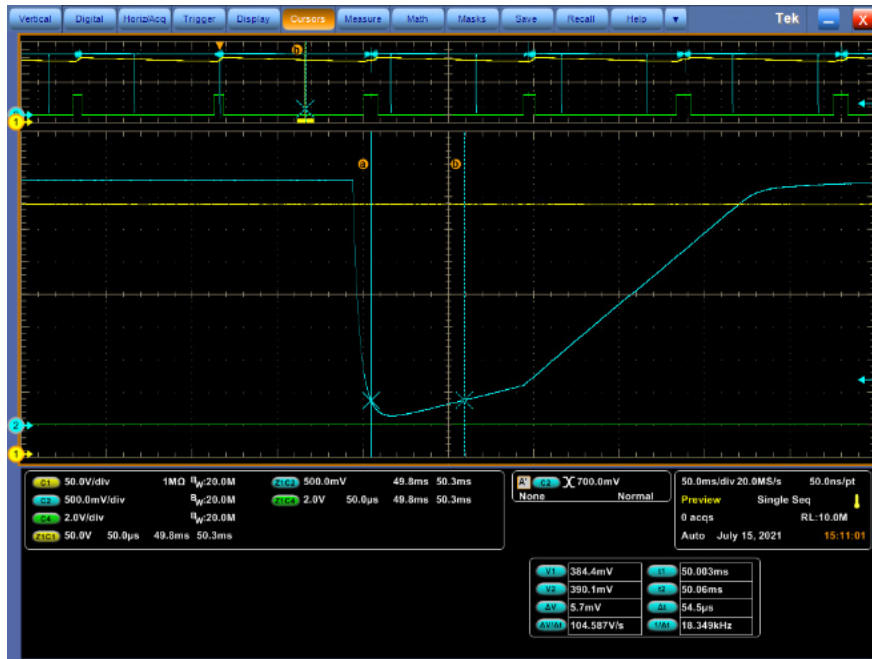 Vertical Digital Horiz/Acq Trigger Display Cursors Measure Math Masks Save Recall Help ▼ Tek X
b
1
a b
2
1
C1 50.0V/div 1MΩ BW:20.0M
C2 500.0mV/div BW:20.0M
C4 2.0V/div BW:20.0M
Z1C1 50.0V 50.0µs 49.8ms 50.3ms
Z1C2 500.0mV 49.8ms 50.3ms
Z1C4 2.0V 50.0µs 49.8ms 50.3ms
A' C2 700.0mV
None Normal
50.0ms/div 20.0MS/s 50.0ns/pt
Preview Single Seq
0 acqs RL:10.0M
Auto July 15, 2021 15:11:01
V1 384.4mV t1 50.003ms
V2 390.1mV t2 50.06ms
ΔV 5.7mV Δt 54.5µs
ΔV/Δt 104.587V/s 1/Δt 18.349kHz